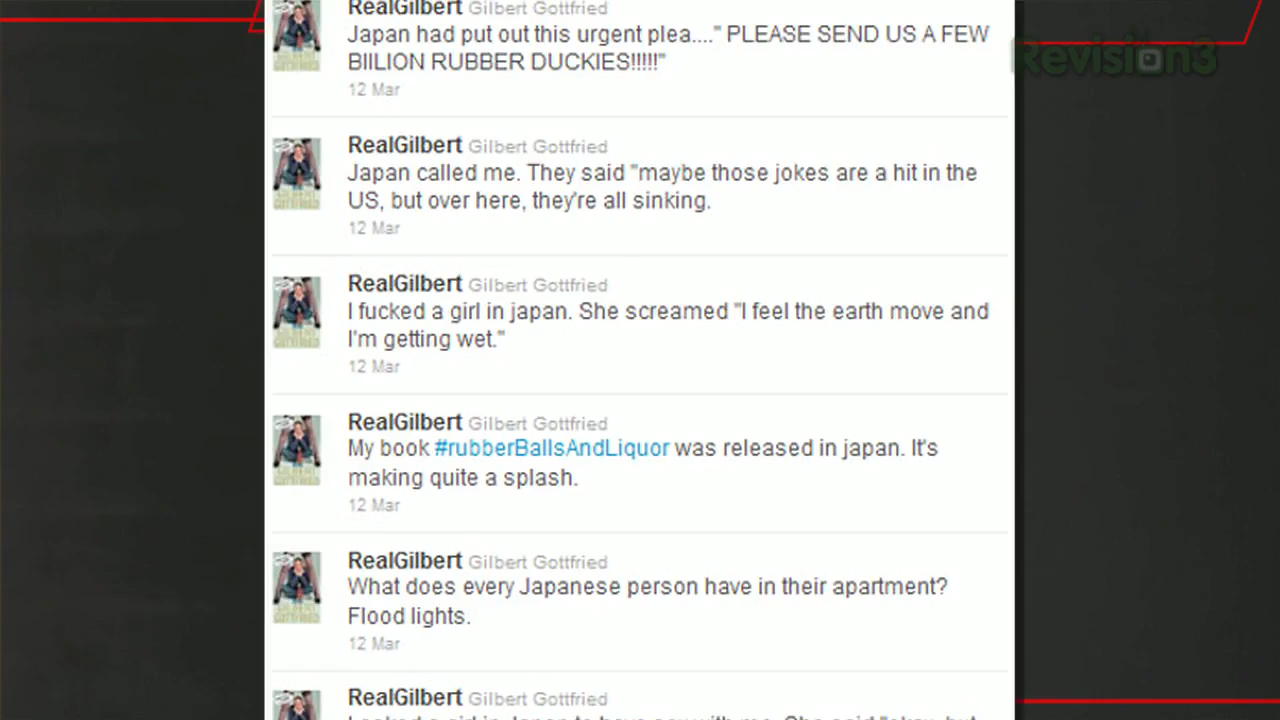 RealGilbert Gilbert Gottfried
Japan had put out this urgent plea...." PLEASE SEND US A FEW
BIILION RUBBER DUCKIES!!!!!"
12 Mar
Revision3
RealGilbert Gilbert Gottfried
Japan called me. They said "maybe those jokes are a hit in the
US, but over here, they're all sinking.
12 Mar
RealGilbert Gilbert Gottfried
I fucked a girl in japan. She screamed "I feel the earth move and
I'm getting wet."
12 Mar
RealGilbert Gilbert Gottfried
My book #rubberBallsAndLiquor was released in japan. It's
making quite a splash.
12 Mar
RealGilbert Gilbert Gottfried
What does every Japanese person have in their apartment?
Flood lights.
12 Mar
RealGilbert Gilbert Gottfried